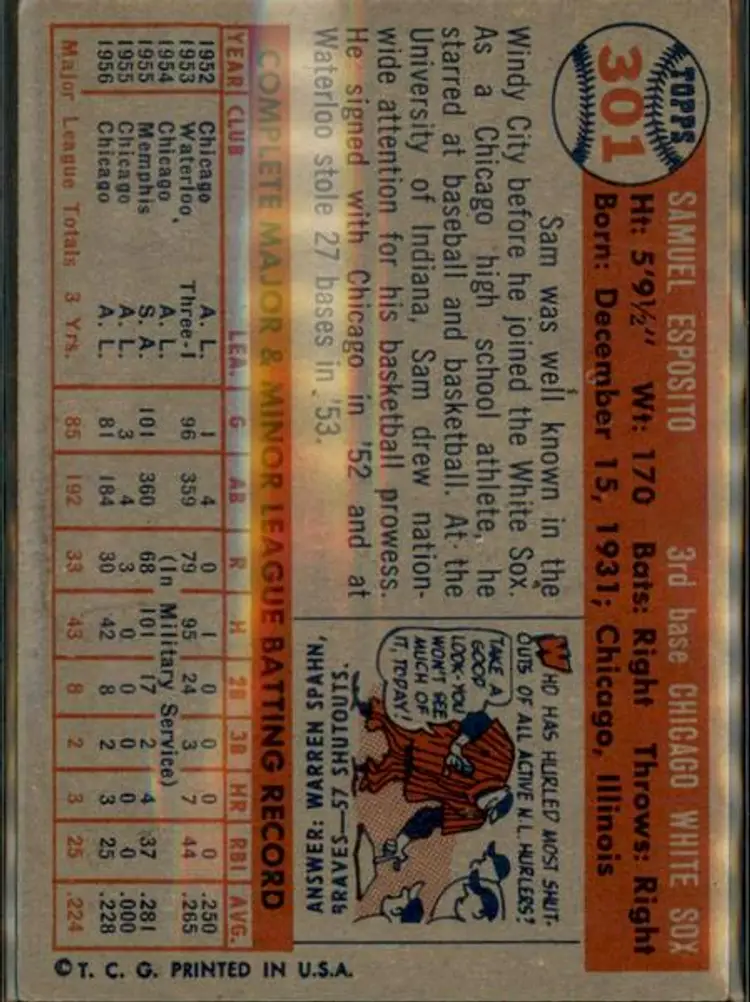 TOPPS
301
SAMUEL ESPOSITO 3rd base CHICAGO WHITE SOX
Ht: 5'9½" Wt: 170 Bats: Right Throws: Right
Born: December 15, 1931; Chicago, Illinois
Sam was well known in the
Windy City before he joined the White Sox.
As a Chicago high school athlete, he
starred at baseball and basketball. At the
University of Indiana, Sam drew nation-
wide attention for his basketball prowess.
He signed with Chicago in '52 and at
Waterloo stole 27 bases in '53.
WHO HAS HURLED MOST SHUT-
OUTS OF ALL ACTIVE N.L. HURLERS?
TAKE A
GOOD
LOOK-YOU
WON'T SEE
MUCH OF
IT, TODAY!
ANSWER: WARREN SPAHN,
BRAVES—57 SHUTOUTS.
COMPLETE MAJOR & MINOR LEAGUE BATTING RECORD
YEAR CLUB LEA. G AB R H 2B 3B HR RBI AVG.
1952 Chicago A. L. 1 4 0 1 0 0 0 0 .250
1953 Waterloo Three-I 96 359 79 95 24 3 7 44 .265
1954 Chicago A. L. (In Military Service)
1955 Memphis S. A. 101 360 68 101 17 2 4 37 .281
1955 Chicago A. L. 3 4 3 0 0 0 0 0 .000
1956 Chicago A. L. 81 184 30 42 8 2 3 25 .228
Major League Totals 3 Yrs. 85 192 33 43 8 2 3 25 .224
© T. C. G. PRINTED IN U.S.A.